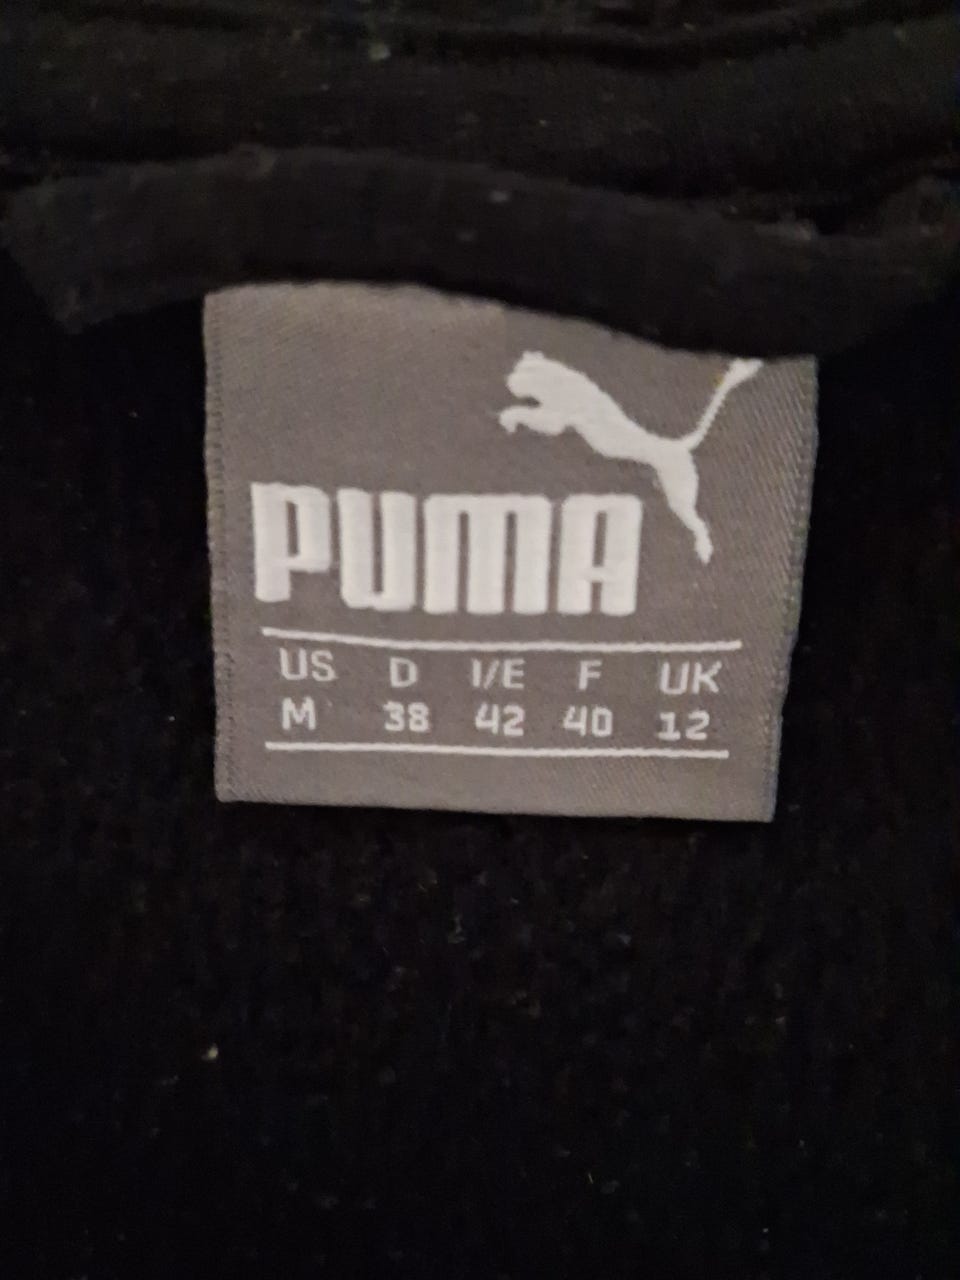 PUMA
US D I/E F UK
M 38 42 40 12